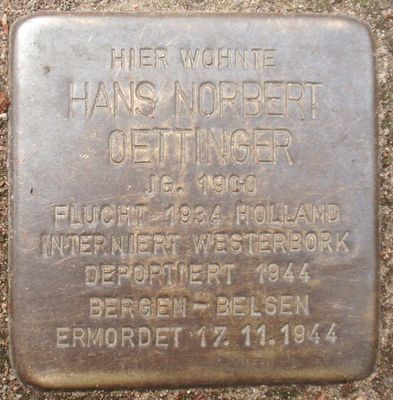 HIER WOHNTE
HANS NORBERT
OETTINGER
JG. 1900
FLUCHT 1934 HOLLAND
INTERNIERT WESTERBORK
DEPORTIERT 1944
BERGEN-BELSEN
ERMORDET 17.11.1944